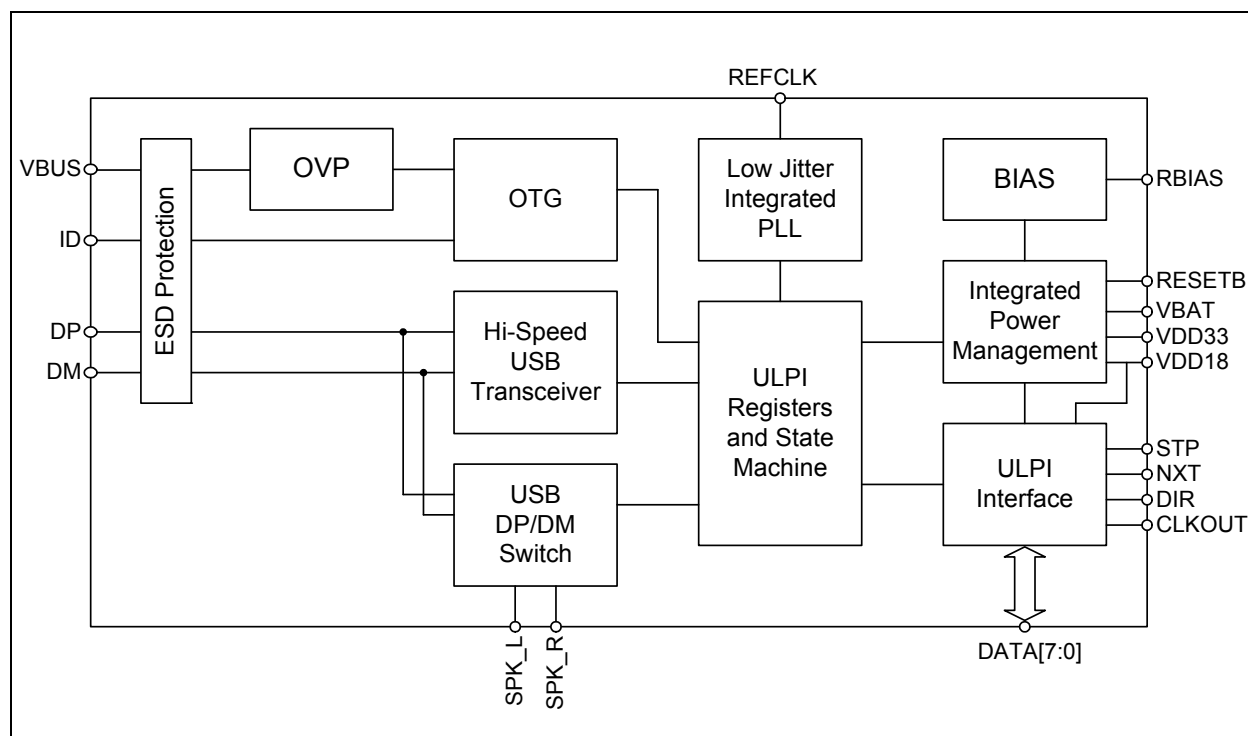 REFCLK
VBUS
ID
DP
DM
ESD Protection
OVP
OTG
Low Jitter
Integrated
PLL
BIAS
RBIAS
Hi-Speed
USB
Transceiver
ULPI
Registers
and State
Machine
Integrated
Power
Management
RESETB
VBAT
VDD33
VDD18
USB
DP/DM
Switch
ULPI
Interface
STP
NXT
DIR
CLKOUT
SPK_L
SPK_R
DATA[7:0]